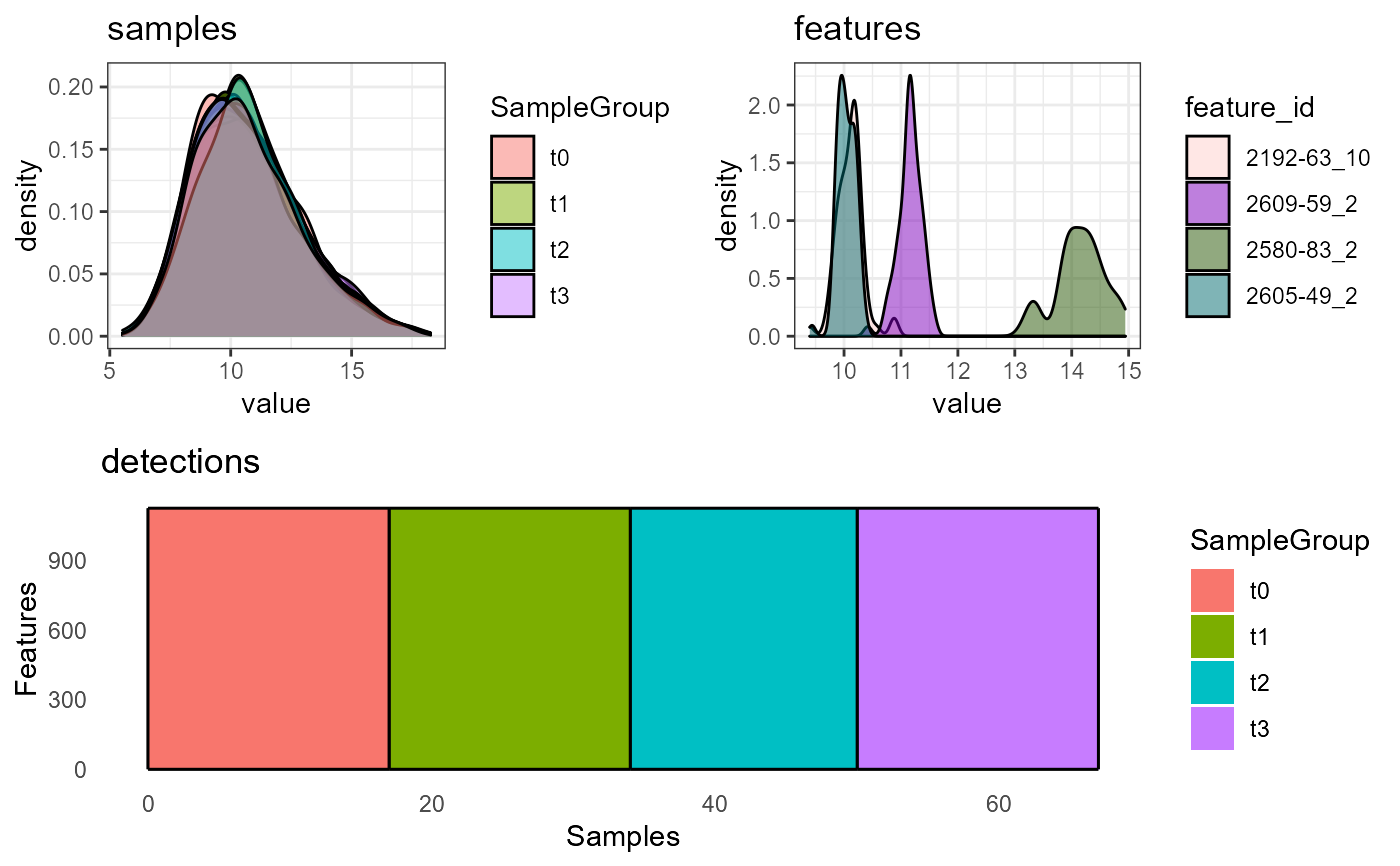 samples
density
0.20
0.15
0.10
0.05
0.00
5 10 15
value
SampleGroup
t0
t1
t2
t3
features
density
2.0
1.5
1.0
0.5
0.0
10 11 12 13 14 15
value
feature_id
2192-63_10
2609-59_2
2580-83_2
2605-49_2
detections
Features
900
600
300
0
0 20 40 60
Samples
SampleGroup
t0
t1
t2
t3